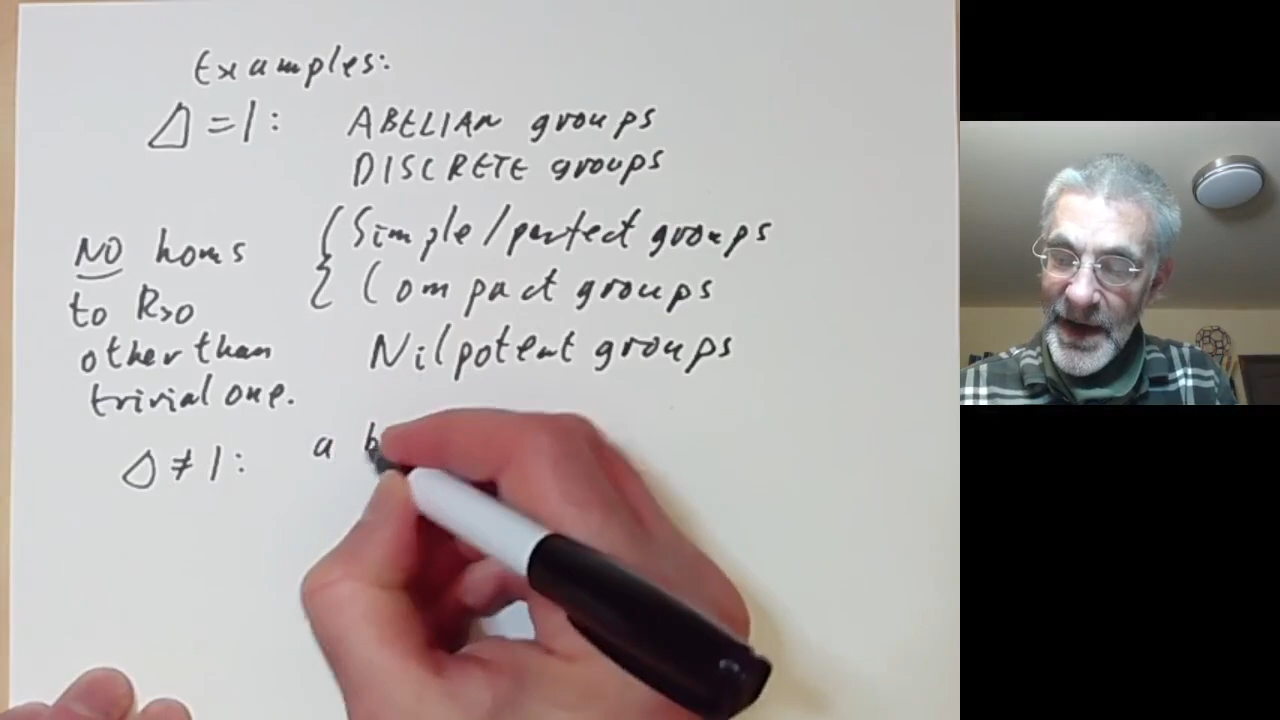 Examples:
Δ = 1: ABELIAN groups
DISCRETE groups
NO homs { Simple/perfect groups
to R>0 { Compact groups
other than Nilpotent groups
trivial one.
Δ ≠ 1: a b